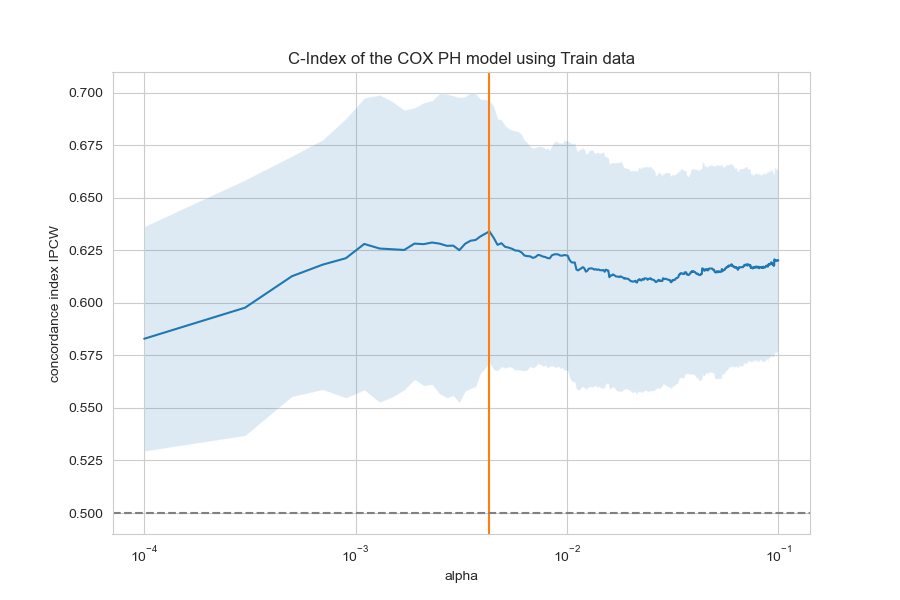 C-Index of the COX PH model using Train data
concordance index IPCW
0.700
0.675
0.650
0.625
0.600
0.575
0.550
0.525
0.500
10⁻⁴ 10⁻³ 10⁻² 10⁻¹
alpha